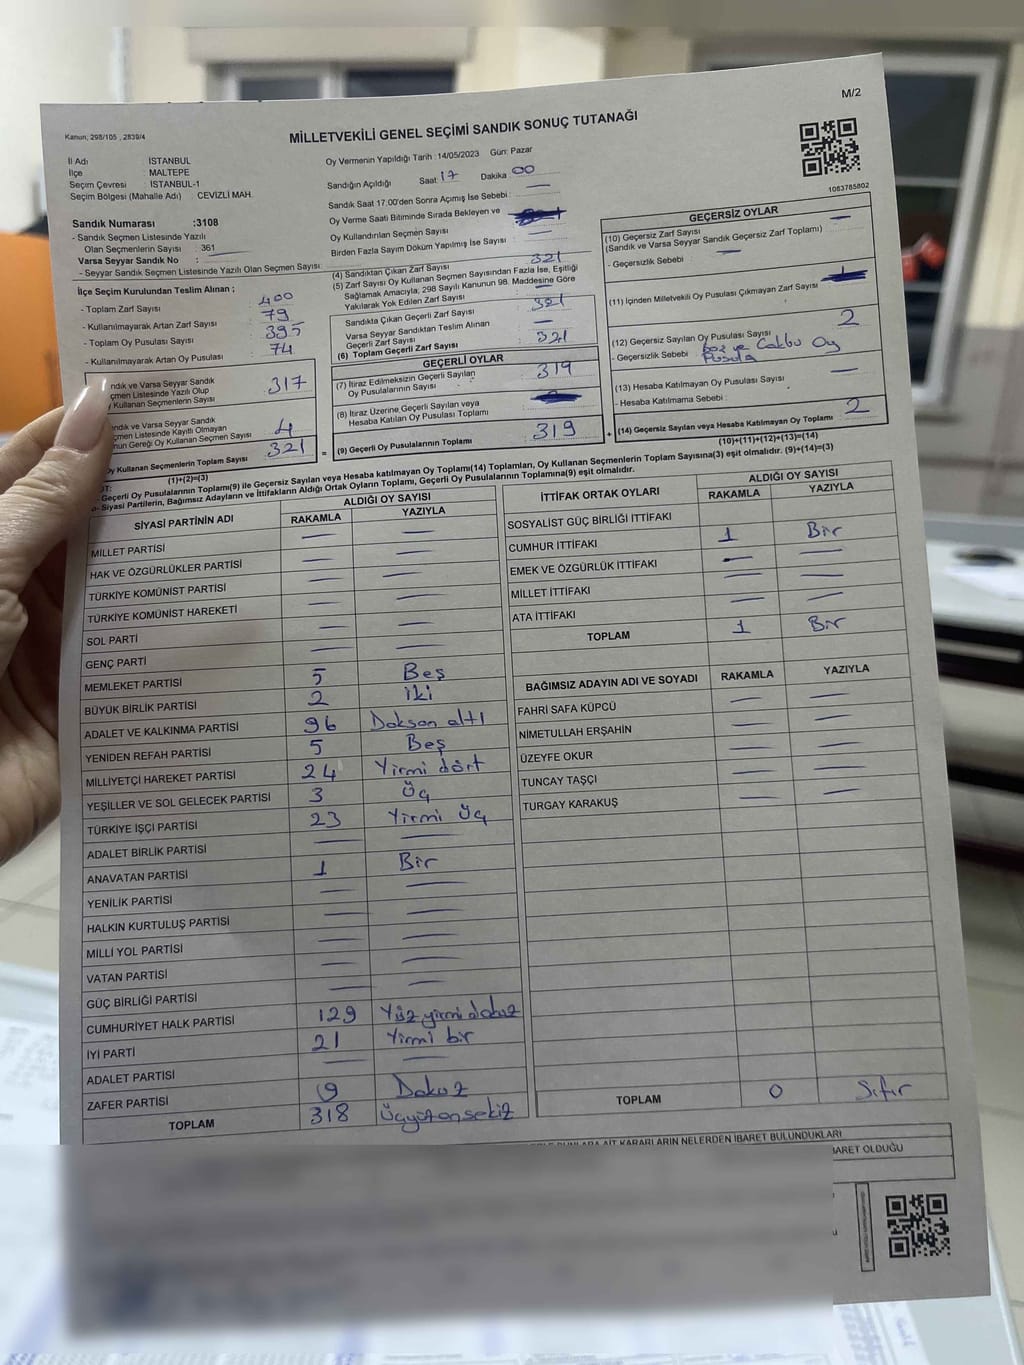 M/2
Kanun; 298/105 , 2839/4
MİLLETVEKİLİ GENEL SEÇİMİ SANDIK SONUÇ TUTANAĞI
İl Adı : İSTANBUL
İlçe : MALTEPE
Seçim Çevresi : İSTANBUL-1
Seçim Bölgesi (Mahalle Adı) CEVİZLİ MAH.
Sandık Numarası :3108
- Sandık Seçmen Listesinde Yazılı
Olan Seçmenlerin Sayısı : 361
Varsa Seyyar Sandık No :
- Seyyar Sandık Seçmen Listesinde Yazılı Olan Seçmen Sayısı:
Oy Vermenin Yapıldığı Tarih :14/05/2023 Gün: Pazar
Sandığın Açıldığı Saat 17 Dakika 00
Sandık Saat 17:00'den Sonra Açımış İse Sebebi : —
Oy Verme Saati Bitiminde Sırada Bekleyen ve
Oy Kullandırılan Seçmen Sayısı :
Birden Fazla Sayım Döküm Yapılmış İse Sayısı : —
1083785802
İlçe Seçim Kurulundan Teslim Alınan ;
- Toplam Zarf Sayısı : 400
- Kullanılmayarak Artan Zarf Sayısı : 79
- Toplam Oy Pusulası Sayısı : 395
- Kullanılmayarak Artan Oy Pusulası : 74
ndık ve Varsa Seyyar Sandık
çmen Listesinde Yazılı Olup
Kullanan Seçmenlerin Sayısı 317
ndık ve Varsa Seyyar Sandık
çmen Listesinde Kayıtlı Olmayan
nun Gereği Oy Kullanan Seçmen Sayısı 4
Oy Kullanan Seçmenlerin Toplam Sayısı 321
(1)+(2)=(3)
(4) Sandıktan Çıkan Zarf Sayısı : 321
(5) Zarf Sayısı Oy Kullanan Seçmen Sayısından Fazla İse, Eşitliği
Sağlamak Amacıyla, 298 Sayılı Kanunun 98. Maddesine Göre
Yakılarak Yok Edilen Zarf Sayısı : —
Sandıkta Çıkan Geçerli Zarf Sayısı : 321
Varsa Seyyar Sandıktan Teslim Alınan
Geçerli Zarf Sayısı : —
(6) Toplam Geçerli Zarf Sayısı : 321
GEÇERLİ OYLAR
(7) İtiraz Edilmeksizin Geçerli Sayılan
Oy Pusulalarının Sayısı : 319
(8) İtiraz Üzerine Geçerli Sayılan veya
Hesaba Katılan Oy Pusulası Toplamı :
(9) Geçerli Oy Pusulalarının Toplamı : 319
GEÇERSİZ OYLAR
(10) Geçersiz Zarf Sayısı : —
(Sandık ve Varsa Seyyar Sandık Geçersiz Zarf Toplamı)
- Geçersizlik Sebebi : —
(11) İçinden Milletvekili Oy Pusulası Çıkmayan Zarf Sayısı :
(12) Geçersiz Sayılan Oy Pusulası Sayısı : 2
- Geçersizlik Sebebi : boş ve Oy
Pusula
(13) Hesaba Katılmayan Oy Pusulası Sayısı : —
- Hesaba Katılmama Sebebi :
(14) Geçersiz Sayılan veya Hesaba Katılmayan Oy Toplamı : 2
(10)+(11)+(12)+(13)=(14)
OT:
- Geçerli Oy Pusulalarının Toplamı(9) ile Geçersiz Sayılan veya Hesaba katılmayan Oy Toplamı(14) Toplamları, Oy Kullanan Seçmenlerin Toplam Sayısına(3) eşit olmalıdır. (9)+(14)=(3)
- Siyasi Partilerin, Bağımsız Adayların ve İttifakların Aldığı Ortak Oyların Toplamı, Geçerli Oy Pusulalarının Toplamına(9) eşit olmalıdır.
SİYASİ PARTİNİN ADI ALDIĞI OY SAYISI
RAKAMLA YAZIYLA
MİLLET PARTİSİ — —
HAK VE ÖZGÜRLÜKLER PARTİSİ — —
TÜRKİYE KOMÜNİST PARTİSİ — —
TÜRKİYE KOMÜNİST HAREKETİ — —
SOL PARTİ — —
GENÇ PARTİ — —
MEMLEKET PARTİSİ 5 Beş
BÜYÜK BİRLİK PARTİSİ 2 İki
ADALET VE KALKINMA PARTİSİ 96 Doksan altı
YENİDEN REFAH PARTİSİ 5 Beş
MİLLİYETÇİ HAREKET PARTİSİ 24 Yirmi dört
YEŞİLLER VE SOL GELECEK PARTİSİ 3 Üç
TÜRKİYE İŞÇİ PARTİSİ 23 Yirmi üç
ADALET BİRLİK PARTİSİ — —
ANAVATAN PARTİSİ 1 Bir
YENİLİK PARTİSİ — —
HALKIN KURTULUŞ PARTİSİ — —
MİLLİ YOL PARTİSİ — —
VATAN PARTİSİ — —
GÜÇ BİRLİĞİ PARTİSİ — —
CUMHURİYET HALK PARTİSİ 129 Yüz yirmi dokuz
İYİ PARTİ 21 Yirmi bir
ADALET PARTİSİ — —
ZAFER PARTİSİ 9 Dokuz
TOPLAM 318 Üçyüzonsekiz
İTTİFAK ORTAK OYLARI ALDIĞI OY SAYISI
RAKAMLA YAZIYLA
SOSYALİST GÜÇ BİRLİĞİ İTTİFAKI
CUMHUR İTTİFAKI 1 Bir
EMEK VE ÖZGÜRLÜK İTTİFAKI — —
MİLLET İTTİFAKI — —
ATA İTTİFAKI — —
TOPLAM 1 Bir
BAĞIMSIZ ADAYIN ADI VE SOYADI RAKAMLA YAZIYLA
FAHRİ SAFA KÜPCÜ — —
NİMETULLAH ERŞAHİN — —
ÜZEYFE OKUR — —
TUNCAY TAŞÇI — —
TURGAY KARAKUŞ — —
TOPLAM 0 Sıfır
AİT KARARLARIN NELERDEN İBARET BULUNDUKLARI
İBARET OLDUĞU